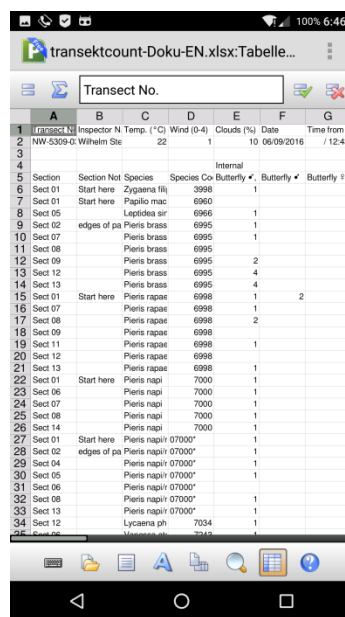 100% 6:46
transektcount-Doku-EN.xlsx:Tabelle...
Transect No.
A B C D E F G
1 Transect N Inspector N Temp. (°C) Wind (0-4) Clouds (%) Date Time from
2 NW-5309-0 Wilhelm Ste 22 1 10 06/09/2016 / 12:4
3
4 Internal
5 Section Section Not Species Species Co Butterfly Butterfly Butterfly
6 Sect 01 Start here Zygaena fili 3998 1
7 Sect 01 Start here Papilio mac 6960
8 Sect 05 Leptidea sir 6966 1
9 Sect 02 edges of pa Pieris brass 6995 1
10 Sect 07 Pieris brass 6995 1
11 Sect 08 Pieris brass 6995
12 Sect 09 Pieris brass 6995 2
13 Sect 12 Pieris brass 6995 4
14 Sect 13 Pieris brass 6995 4
15 Sect 01 Start here Pieris rapae 6998 1 2
16 Sect 07 Pieris rapae 6998 1
17 Sect 08 Pieris rapae 6998 2
18 Sect 09 Pieris rapae 6998
19 Sect 11 Pieris rapae 6998 1
20 Sect 12 Pieris rapae 6998
21 Sect 13 Pieris rapae 6998 1
22 Sect 01 Start here Pieris napi 7000 1
23 Sect 06 Pieris napi 7000 1
24 Sect 07 Pieris napi 7000 1
25 Sect 08 Pieris napi 7000 1
26 Sect 14 Pieris napi 7000 1
27 Sect 01 Start here Pieris napi/r 07000* 1
28 Sect 02 edges of pa Pieris napi/r 07000* 1
29 Sect 04 Pieris napi/r 07000* 1
30 Sect 05 Pieris napi/r 07000* 1
31 Sect 06 Pieris napi/r 07000*
32 Sect 08 Pieris napi/r 07000* 1
33 Sect 13 Pieris napi/r 07000* 1
34 Sect 12 Lycaena ph 7034 1